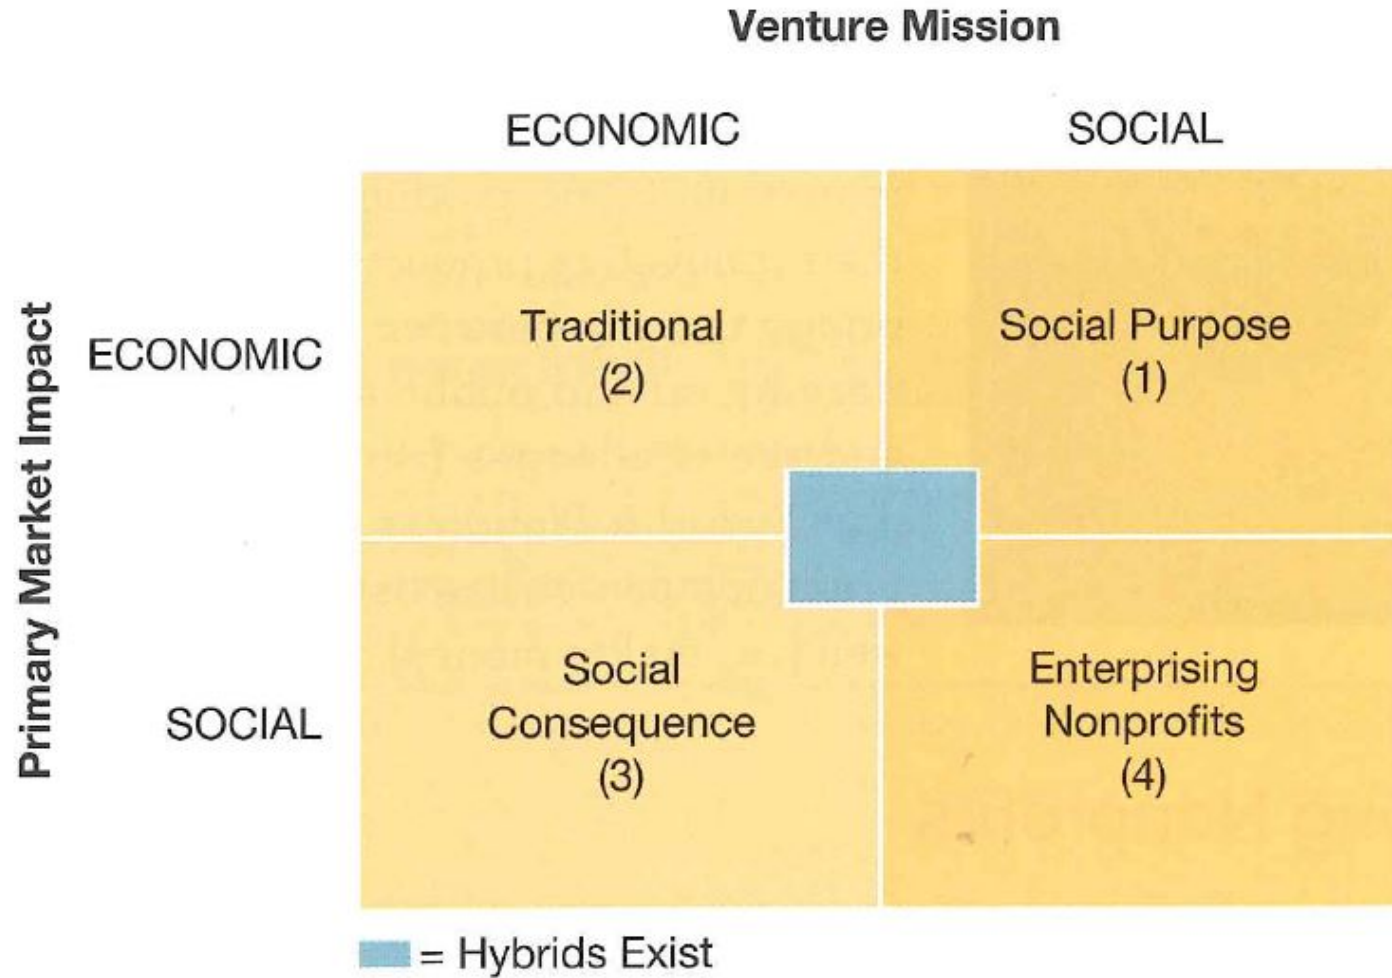 Venture Mission
ECONOMIC
SOCIAL
Primary Market Impact
ECONOMIC
Traditional
(2)
Social Purpose
(1)
SOCIAL
Social
Consequence
(3)
Enterprising
Nonprofits
(4)
= Hybrids Exist